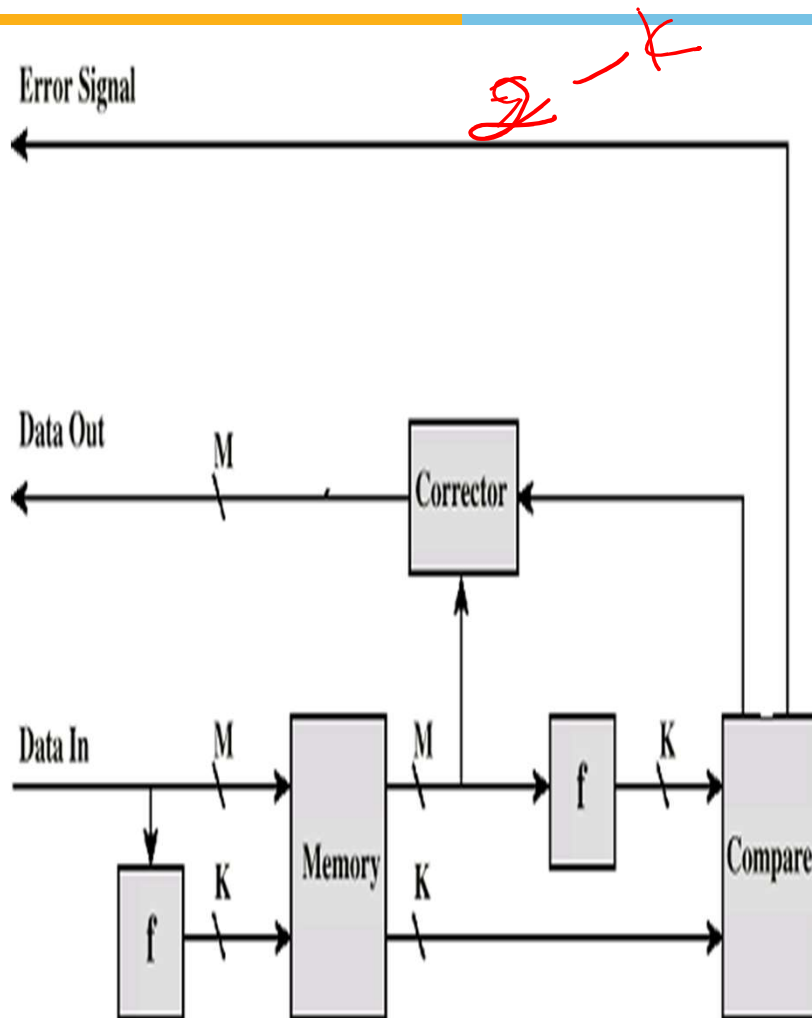 Error Signal
Data Out
M
Corrector
Data In
M
M
K
f
Memory
Compare
f
K
K